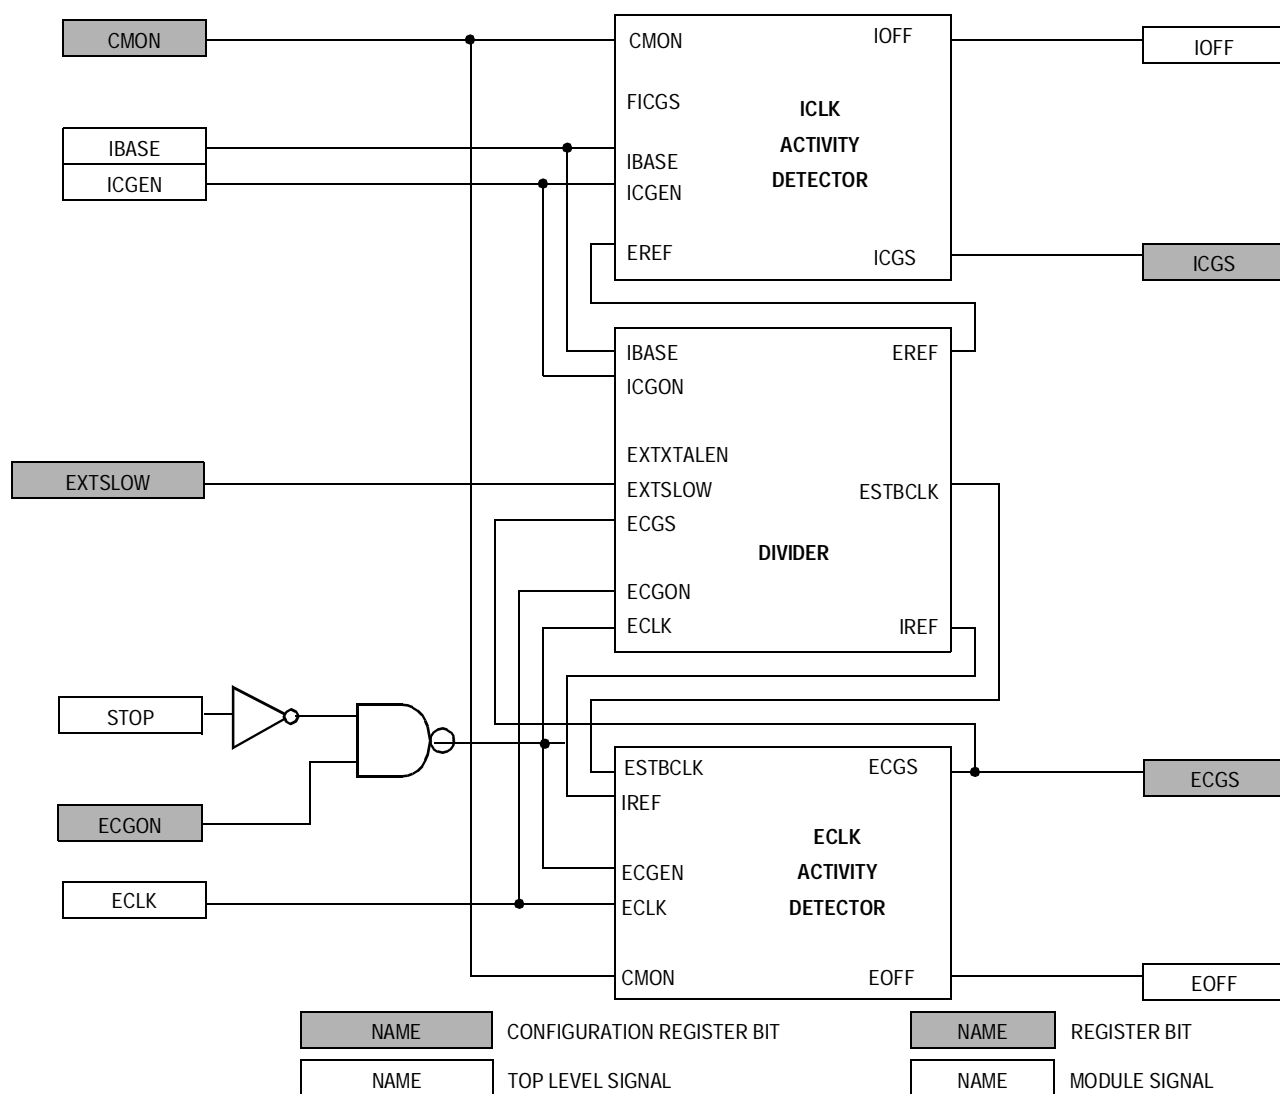 CMON
IBASE
ICGEN
EXTSLOW
STOP
ECGON
ECLK
CMON
FICGS
IBASE
ICGEN
EREF
ICLK
ACTIVITY
DETECTOR
IOFF
ICGS
IBASE
ICGON
EXTXTALEN
EXTSLOW
ECGS
ECGON
ECLK
DIVIDER
EREF
ESTBCLK
IREF
ESTBCLK
IREF
ECGEN
ECLK
CMON
ECLK
ACTIVITY
DETECTOR
ECGS
EOFF
IOFF
ICGS
ECGS
EOFF
NAME CONFIGURATION REGISTER BIT
NAME REGISTER BIT
NAME TOP LEVEL SIGNAL
NAME MODULE SIGNAL